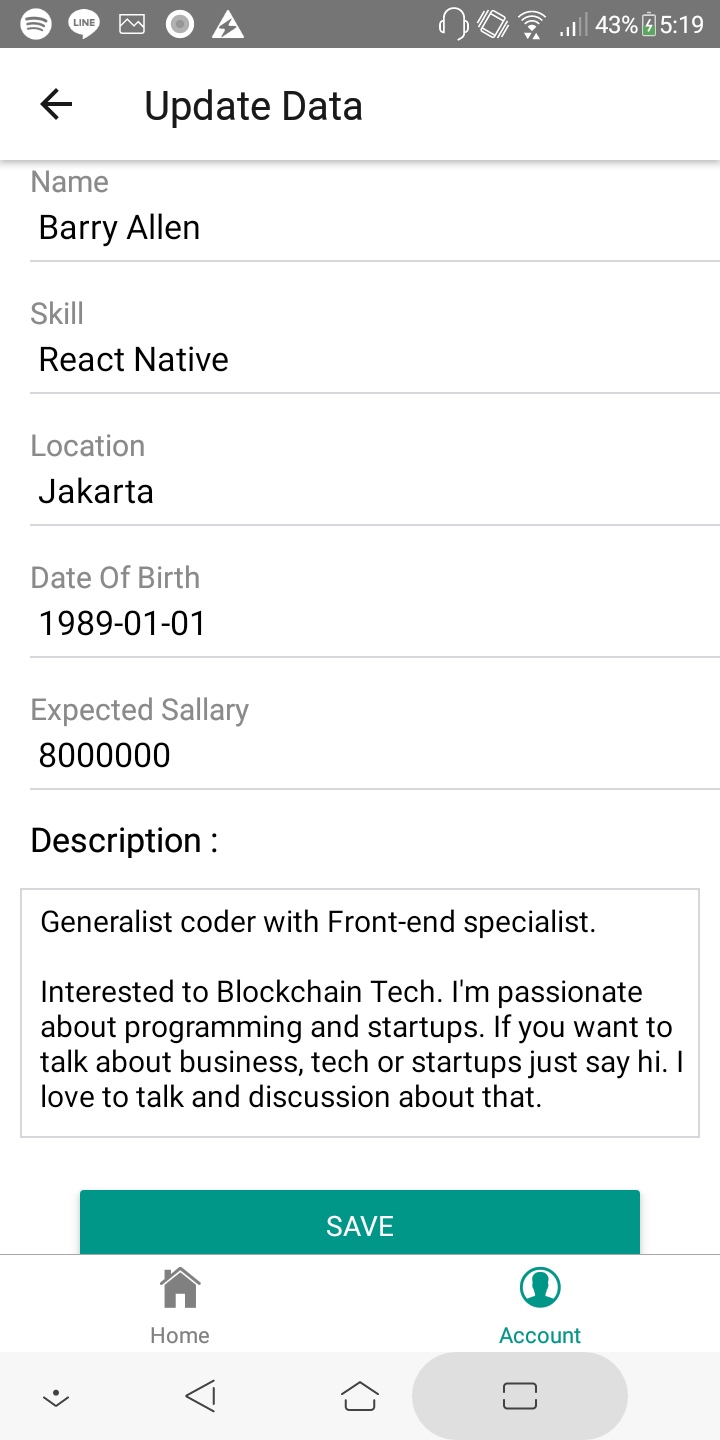 LINE
43% 5:19
Update Data
Name
Barry Allen
Skill
React Native
Location
Jakarta
Date Of Birth
1989-01-01
Expected Sallary
8000000
Description :
Generalist coder with Front-end specialist.
Interested to Blockchain Tech. I'm passionate
about programming and startups. If you want to
talk about business, tech or startups just say hi. I
love to talk and discussion about that.
SAVE
Home
Account